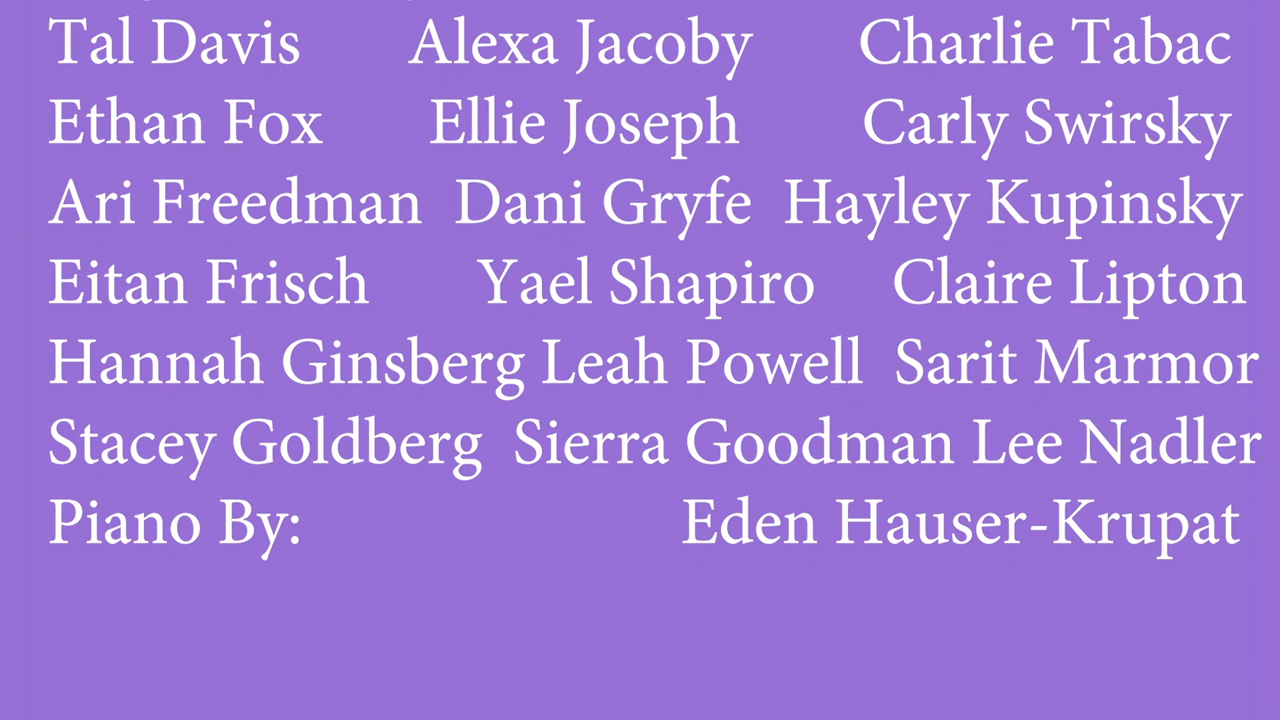 Tal Davis Alexa Jacoby Charlie Tabac
Ethan Fox Ellie Joseph Carly Swirsky
Ari Freedman Dani Gryfe Hayley Kupinsky
Eitan Frisch Yael Shapiro Claire Lipton
Hannah Ginsberg Leah Powell Sarit Marmor
Stacey Goldberg Sierra Goodman Lee Nadler
Piano By: Eden Hauser-Krupat